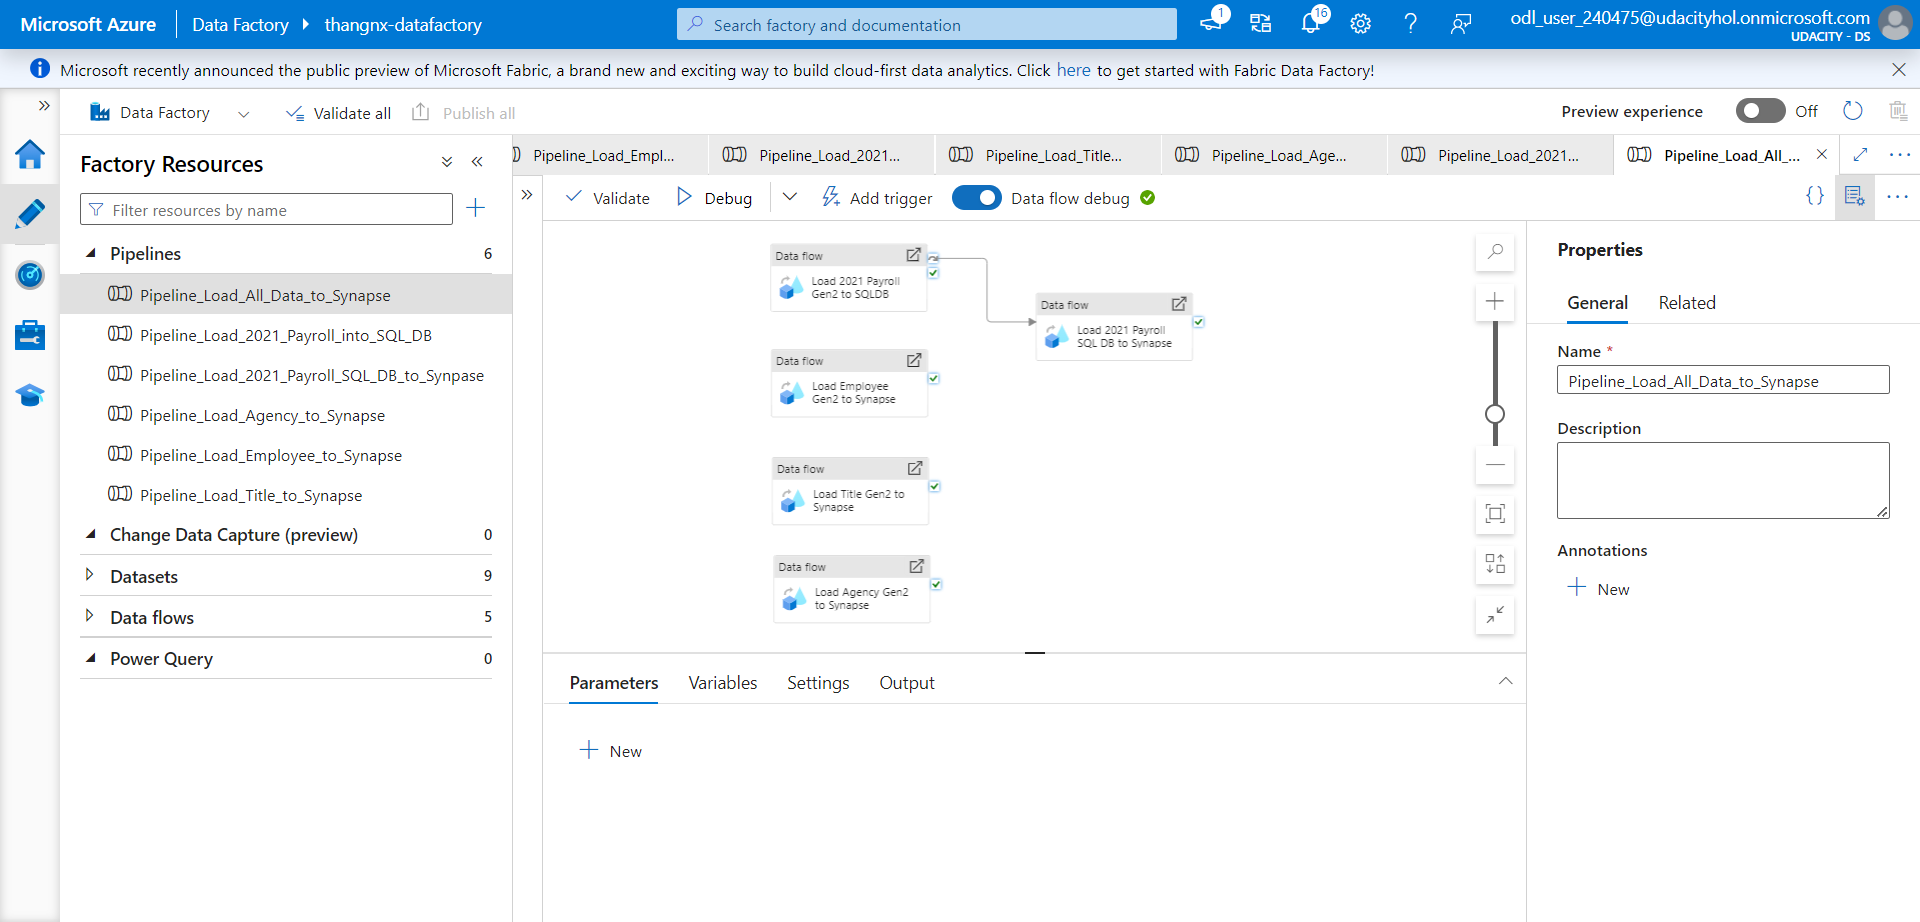 Microsoft Azure
Data Factory
thangnx-datafactory
Search factory and documentation
1
16
odl_user_240475@udacityhol.onmicrosoft.com
UDACITY - DS
Microsoft recently announced the public preview of Microsoft Fabric, a brand new and exciting way to build cloud-first data analytics. Click here to get started with Fabric Data Factory!
Data Factory
Validate all
Publish all
Preview experience
Off
Factory Resources
Filter resources by name
Pipelines
6
Pipeline_Load_All_Data_to_Synapse
Pipeline_Load_2021_Payroll_into_SQL_DB
Pipeline_Load_2021_Payroll_SQL_DB_to_Synpase
Pipeline_Load_Agency_to_Synapse
Pipeline_Load_Employee_to_Synapse
Pipeline_Load_Title_to_Synapse
Change Data Capture (preview)
0
Datasets
9
Data flows
5
Power Query
0
Pipeline_Load_Empl...
Pipeline_Load_2021...
Pipeline_Load_Title...
Pipeline_Load_Age...
Pipeline_Load_2021...
Pipeline_Load_All_...
Validate
Debug
Add trigger
Data flow debug
Data flow
Load 2021 Payroll
Gen2 to SQLDB
Data flow
Load 2021 Payroll
SQL DB to Synapse
Data flow
Load Employee
Gen2 to Synapse
Data flow
Load Title Gen2 to
Synapse
Data flow
Load Agency Gen2
to Synapse
Parameters
Variables
Settings
Output
New
Properties
General
Related
Name *
Pipeline_Load_All_Data_to_Synapse
Description
Annotations
New